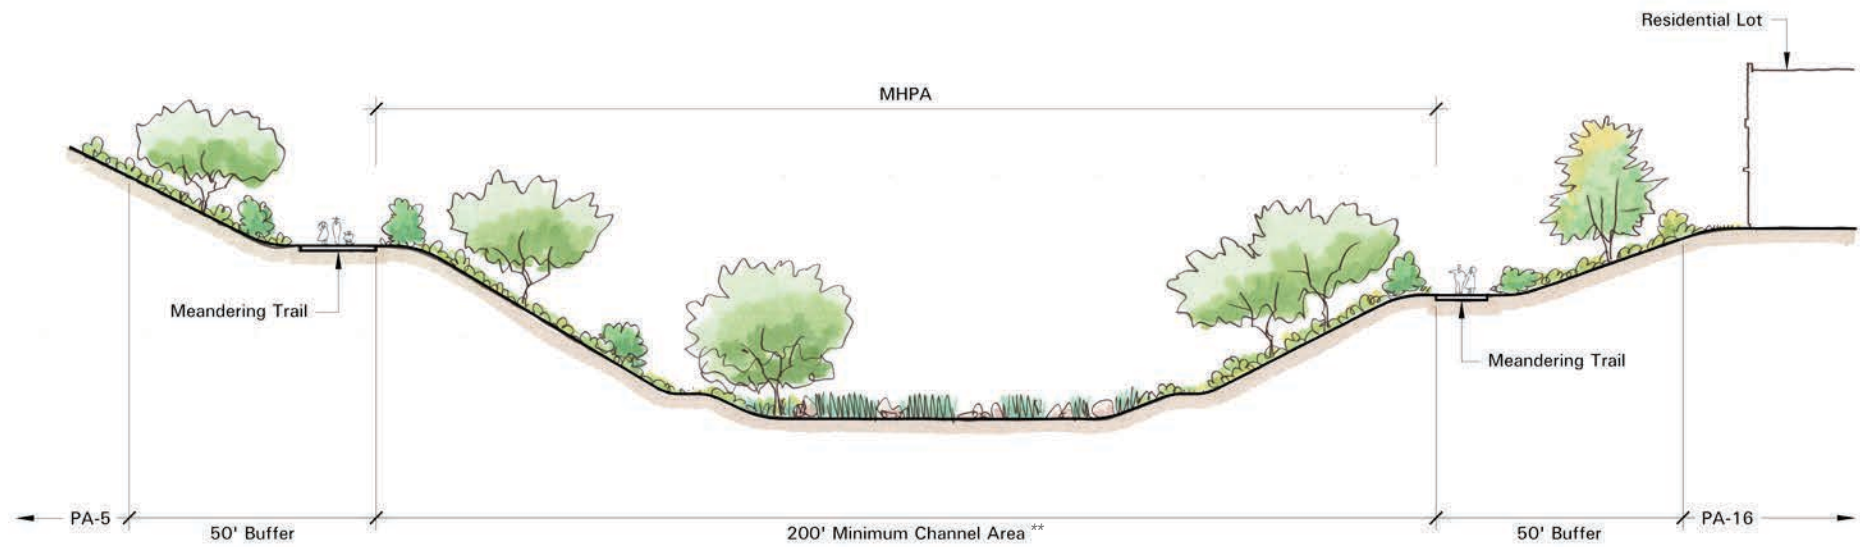 Residential Lot
MHPA
Meandering Trail
Meandering Trail
PA-5
50' Buffer
200' Minimum Channel Area **
50' Buffer
PA-16